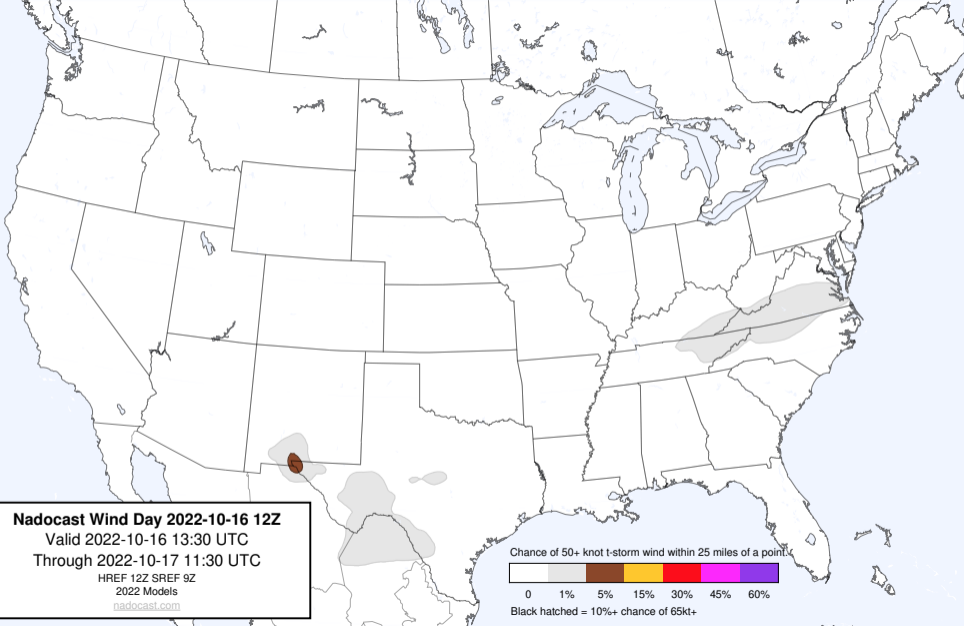 Nadocast Wind Day 2022-10-16 12Z
Valid 2022-10-16 13:30 UTC
Through 2022-10-17 11:30 UTC
HREF 12Z SREF 9Z
2022 Models
nadocast.com
Chance of 50+ knot t-storm wind within 25 miles of a point.
0 1% 5% 15% 30% 45% 60%
Black hatched = 10%+ chance of 65kt+